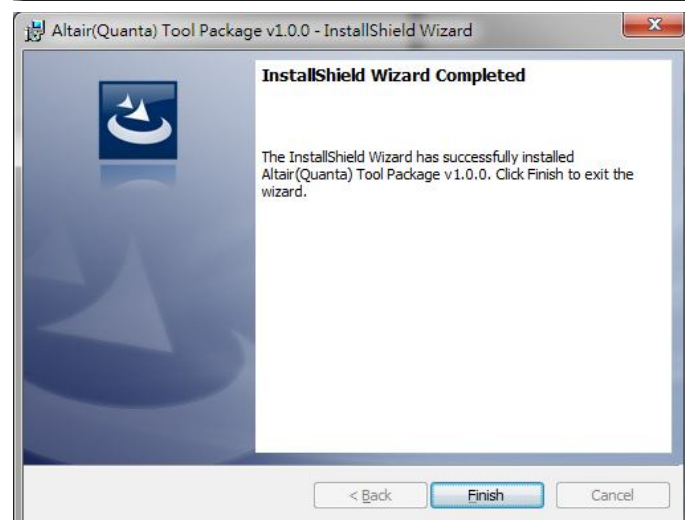 Altair(Quanta) Tool Package v1.0.0 - InstallShield Wizard
InstallShield Wizard Completed
The InstallShield Wizard has successfully installed
Altair(Quanta) Tool Package v1.0.0. Click Finish to exit the
wizard.
< Back
Finish
Cancel